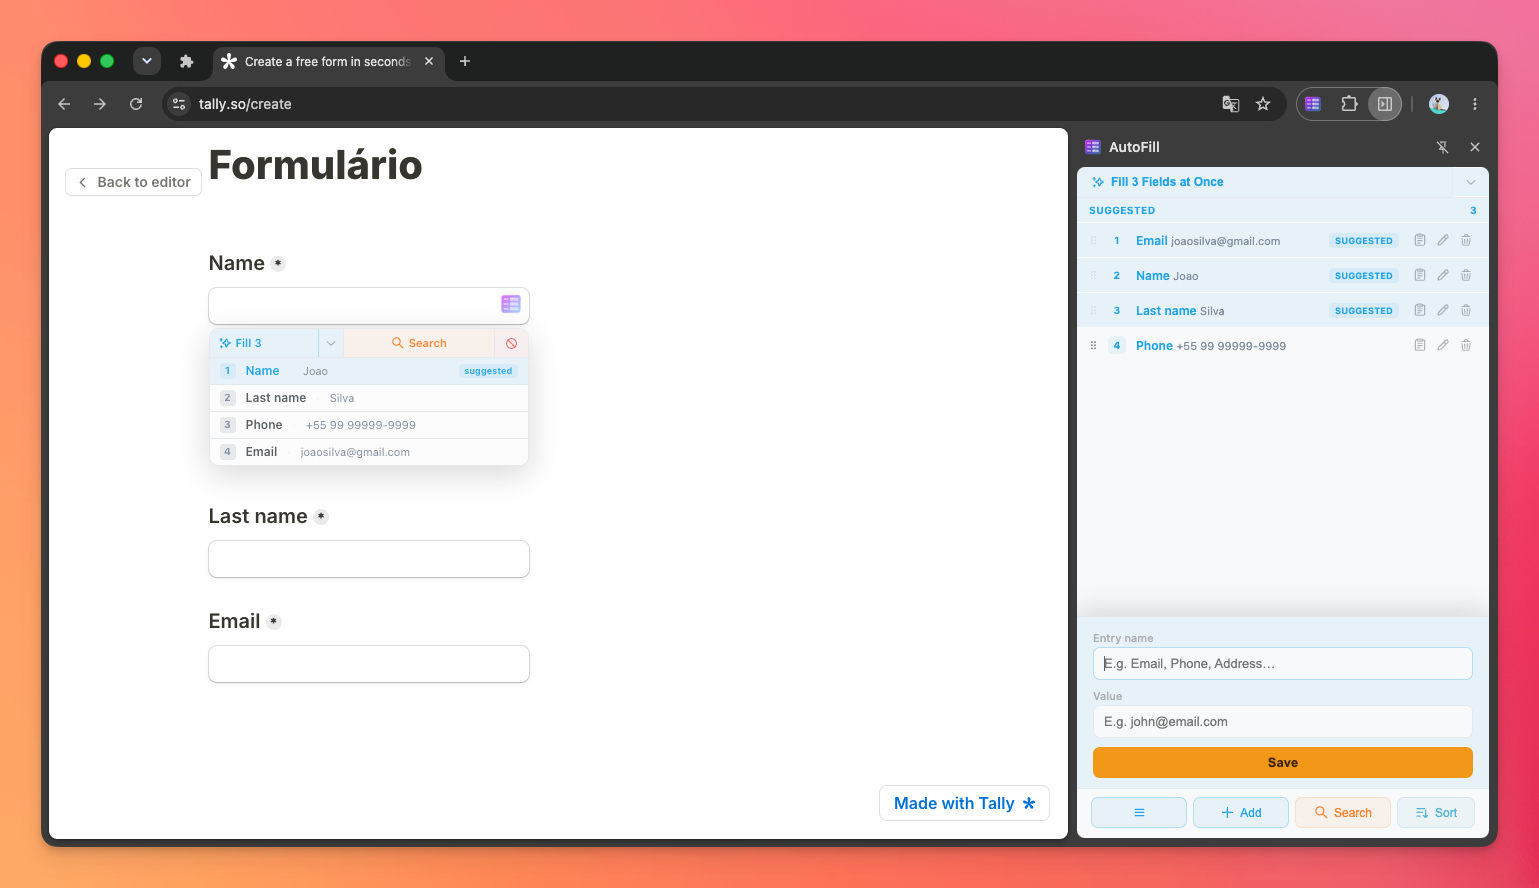 Create a free form in seconds
tally.so/create
Back to editor
Formulário
Name *
Fill 3
Search
1 Name Joao suggested
2 Last name Silva
3 Phone +55 99 99999-9999
4 Email joaosilva@gmail.com
Last name *
Email *
Made with Tally
AutoFill
Fill 3 Fields at Once
SUGGESTED 3
1 Email joaosilva@gmail.com SUGGESTED
2 Name Joao SUGGESTED
3 Last name Silva SUGGESTED
4 Phone +55 99 99999-9999
Entry name
E.g. Email, Phone, Address...
Value
E.g. john@email.com
Save
Add
Search
Sort